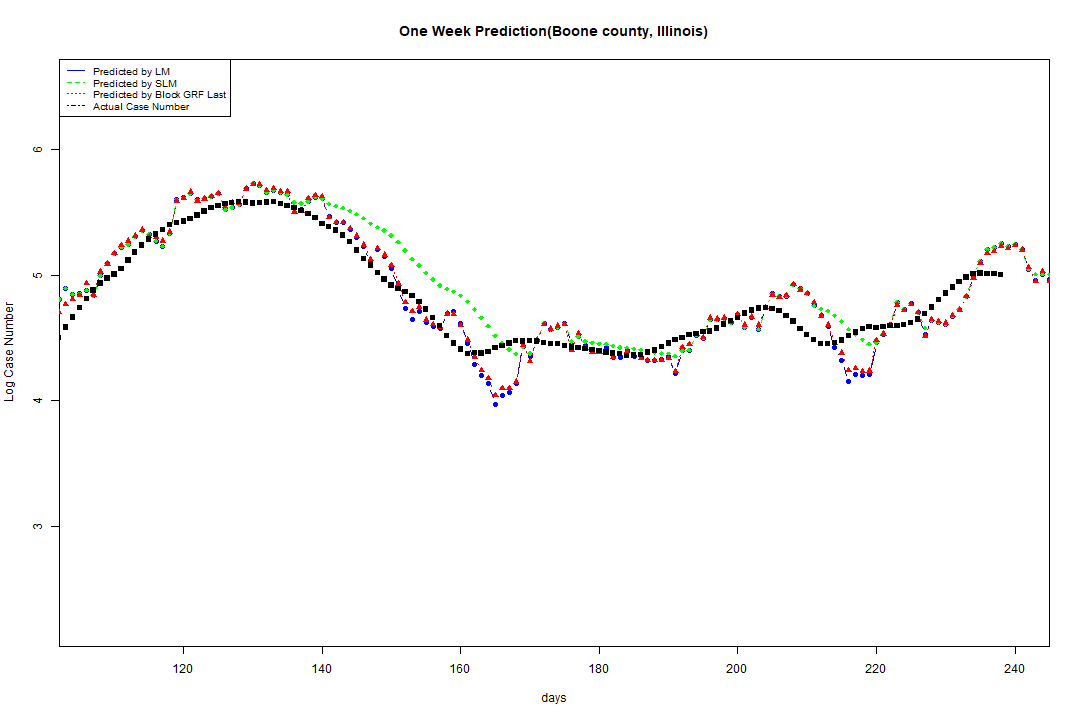 One Week Prediction(Boone county, Illinois)
Predicted by LM
Predicted by SLM
Predicted by Block GRF Last
Actual Case Number
Log Case Number
6
5
4
3
120 140 160 180 200 220 240
days